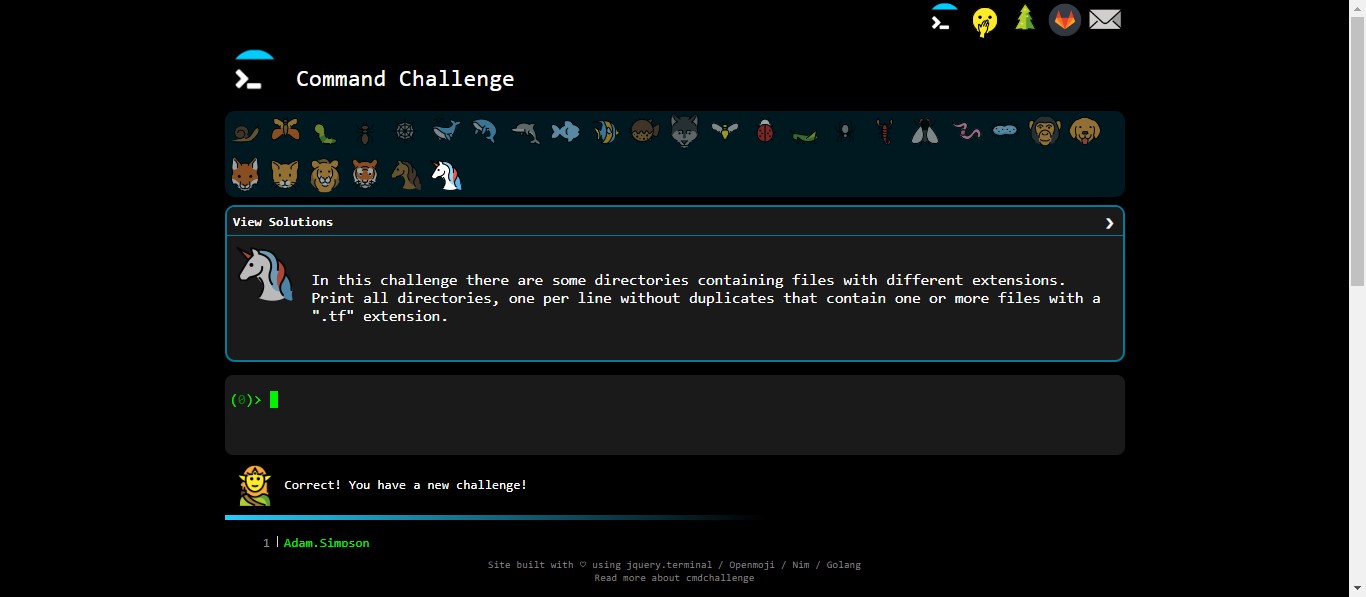 Command Challenge
View Solutions
In this challenge there are some directories containing files with different extensions.
Print all directories, one per line without duplicates that contain one or more files with a
".tf" extension.
(0)>
Correct! You have a new challenge!
1 Adam.Simpson
Site built with ♡ using jquery.terminal / Openmoji / Nim / Golang
Read more about cmdchallenge